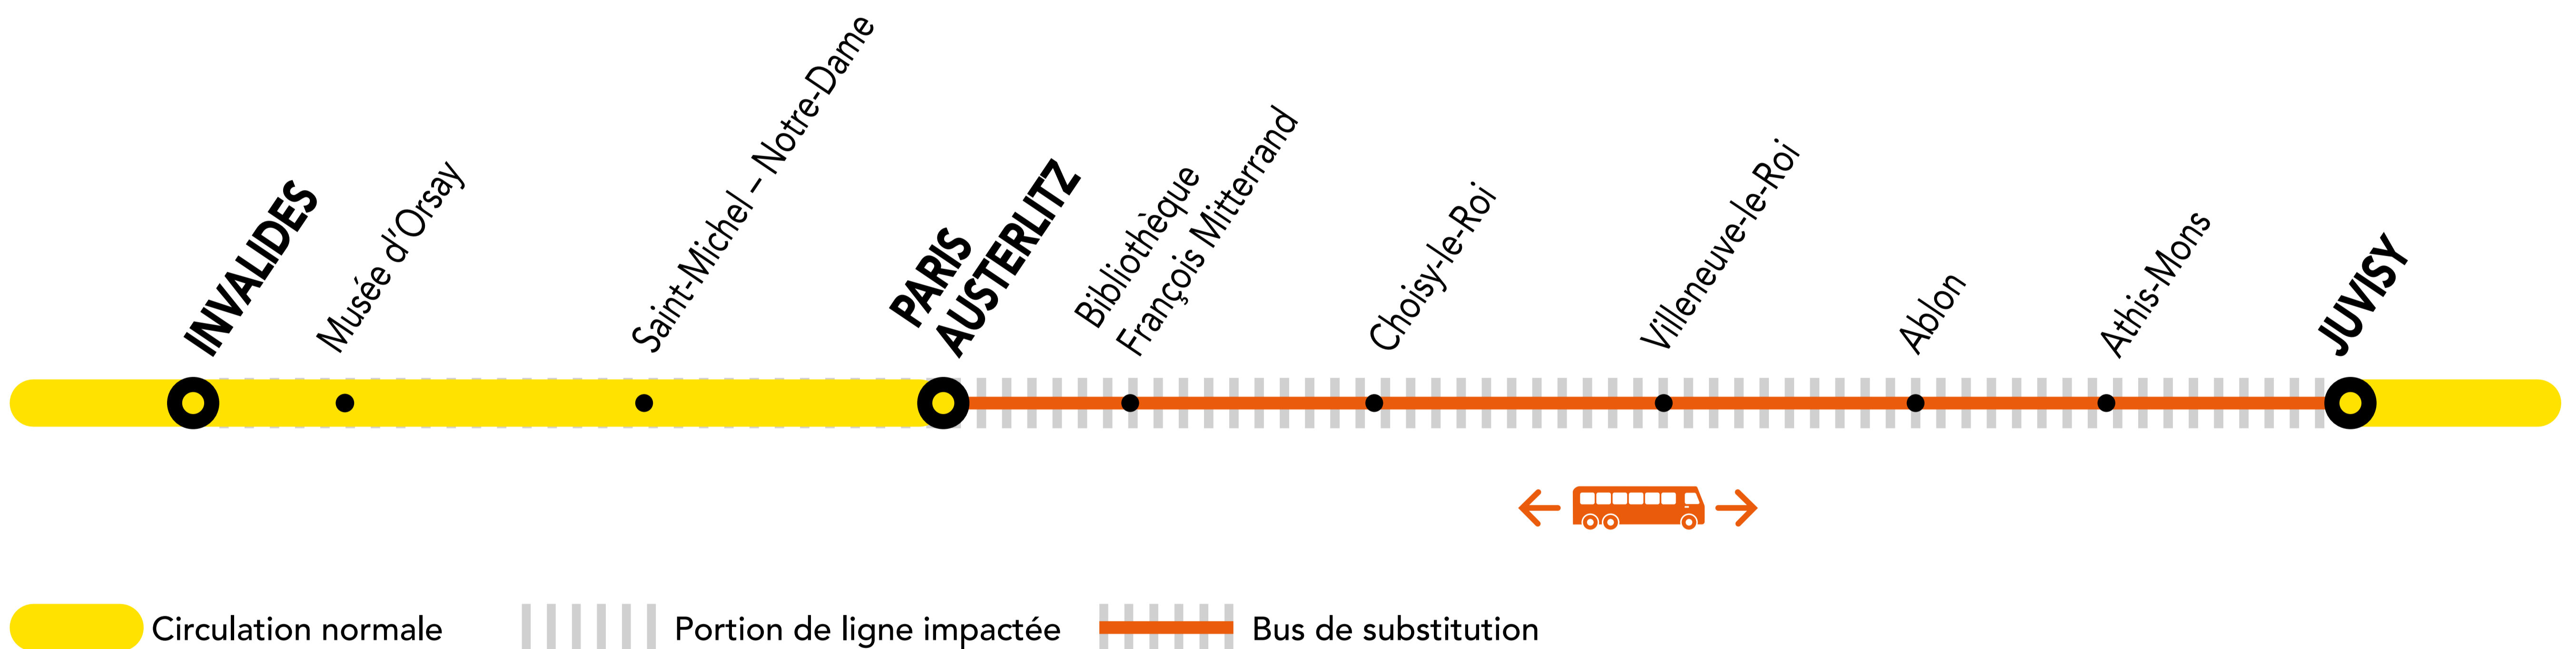 INVALIDES
Musée d'Orsay
Saint-Michel – Notre-Dame
PARIS
AUSTERLITZ
Bibliothèque
François Mitterrand
Choisy-le-Roi
Villeneuve-le-Roi
Ablon
Athis-Mons
JUVISY
Circulation normale
Portion de ligne impactée
Bus de substitution